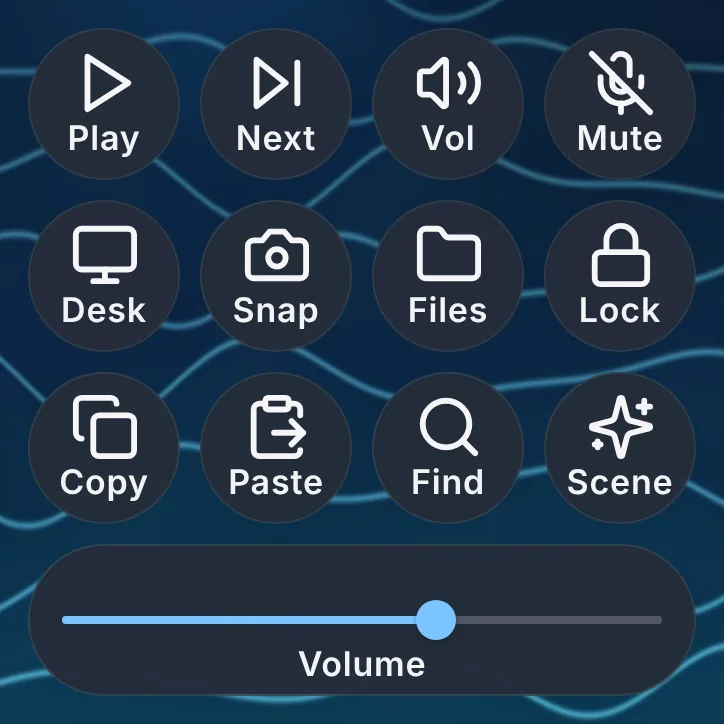 Play
Next
Vol
Mute
Desk
Snap
Files
Lock
Copy
Paste
Find
Scene
Volume